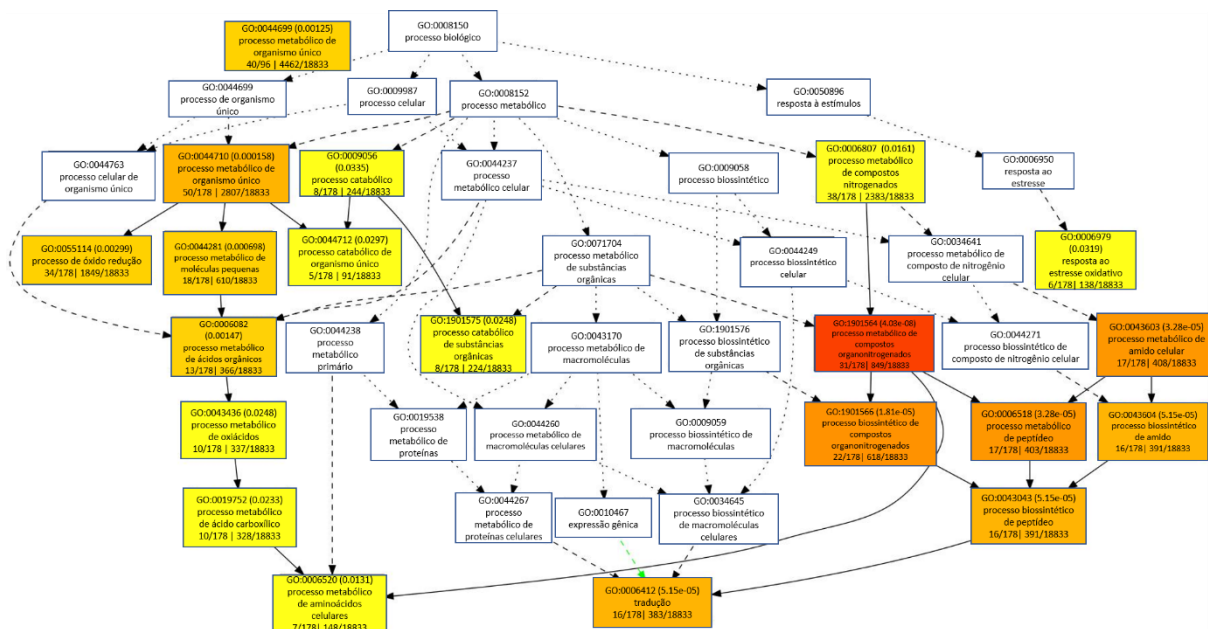 GO:0044699 (0.00125)
processo metabólico de
organismo único
40/96 | 4462/18833
GO:0008150
processo biológico
GO:0044699
processo de organismo
único
GO:0009987
processo celular
GO:0008152
processo metabólico
GO:0050896
resposta à estímulos
GO:0044763
processo celular de
organismo único
GO:0044710 (0.000158)
processo metabólico de
organismo único
50/178 | 2807/18833
GO:0009056
(0.0335)
processo catabólico
8/178 | 244/18833
GO:0044237
processo
metabólico celular
GO:0009058
processo
biossintético
GO:0006807 (0.0161)
processo metabólico
de compostos
nitrogenados
38/178 | 2383/18833
GO:0006950
resposta ao
estresse
GO:0055114 (0.00299)
processo de óxido redução
34/178 | 1849/18833
GO:0044281 (0.000698)
processo metabólico de
moléculas pequenas
18/178 | 610/18833
GO:0044712 (0.0297)
processo catabólico de
organismo único
5/178 | 91/18833
GO:0071704
processo metabólico
de substâncias
orgânicas
GO:0044249
processo biossintético
celular
GO:0034641
processo metabólico de
composto de nitrogênio
celular
GO:0006979
(0.0319)
resposta ao
estresse oxidativo
6/178 | 138/18833
GO:0006082
(0.00147)
processo metabólico
de ácidos orgânicos
13/178 | 366/18833
GO:0044238
processo
metabólico
primário
GO:1901575 (0.0248)
processo catabólico
de substâncias
orgânicas
8/178 | 224/18833
GO:0043170
processo metabólico de
macromoléculas
GO:1901576
processo biossintético
de substâncias
orgânicas
GO:1901564 (4.03e-08)
processo metabólico de
compostos
organonitrogenados
31/178 | 849/18833
GO:0044271
processo biossintético de
composto de nitrogênio celular
GO:0043603 (3.28e-05)
processo metabólico de
amido celular
17/178 | 408/18833
GO:0043436 (0.0248)
processo metabólico
de oxiácidos
10/178 | 337/18833
GO:0019538
processo
metabólico de
proteínas
GO:0044260
processo metabólico de
macromoléculas celulares
GO:0009059
processo biossintético
de macromoléculas
GO:1901566 (1.81e-05)
processo biossintético de
compostos
organonitrogenados
22/178 | 618/18833
GO:0006518 (3.28e-05)
processo metabólico
de peptídeo
17/178 | 403/18833
GO:0043604 (5.15e-05)
processo biossintético
de amido
16/178 | 391/18833
GO:0019752 (0.0233)
processo metabólico
de ácido carboxílico
10/178 | 328/18833
GO:0044267
processo
metabólico de
proteínas celulares
GO:0010467
expressão gênica
GO:0034645
processo biossintético
de macromoléculas
celulares
GO:0043043 (5.15e-05)
processo biossintético
de peptídeo
16/178 | 391/18833
GO:0006520 (0.0131)
processo metabólico
de aminoácidos
celulares
7/178 | 148/18833
GO:0006412 (5.15e-05)
tradução
16/178 | 383/18833